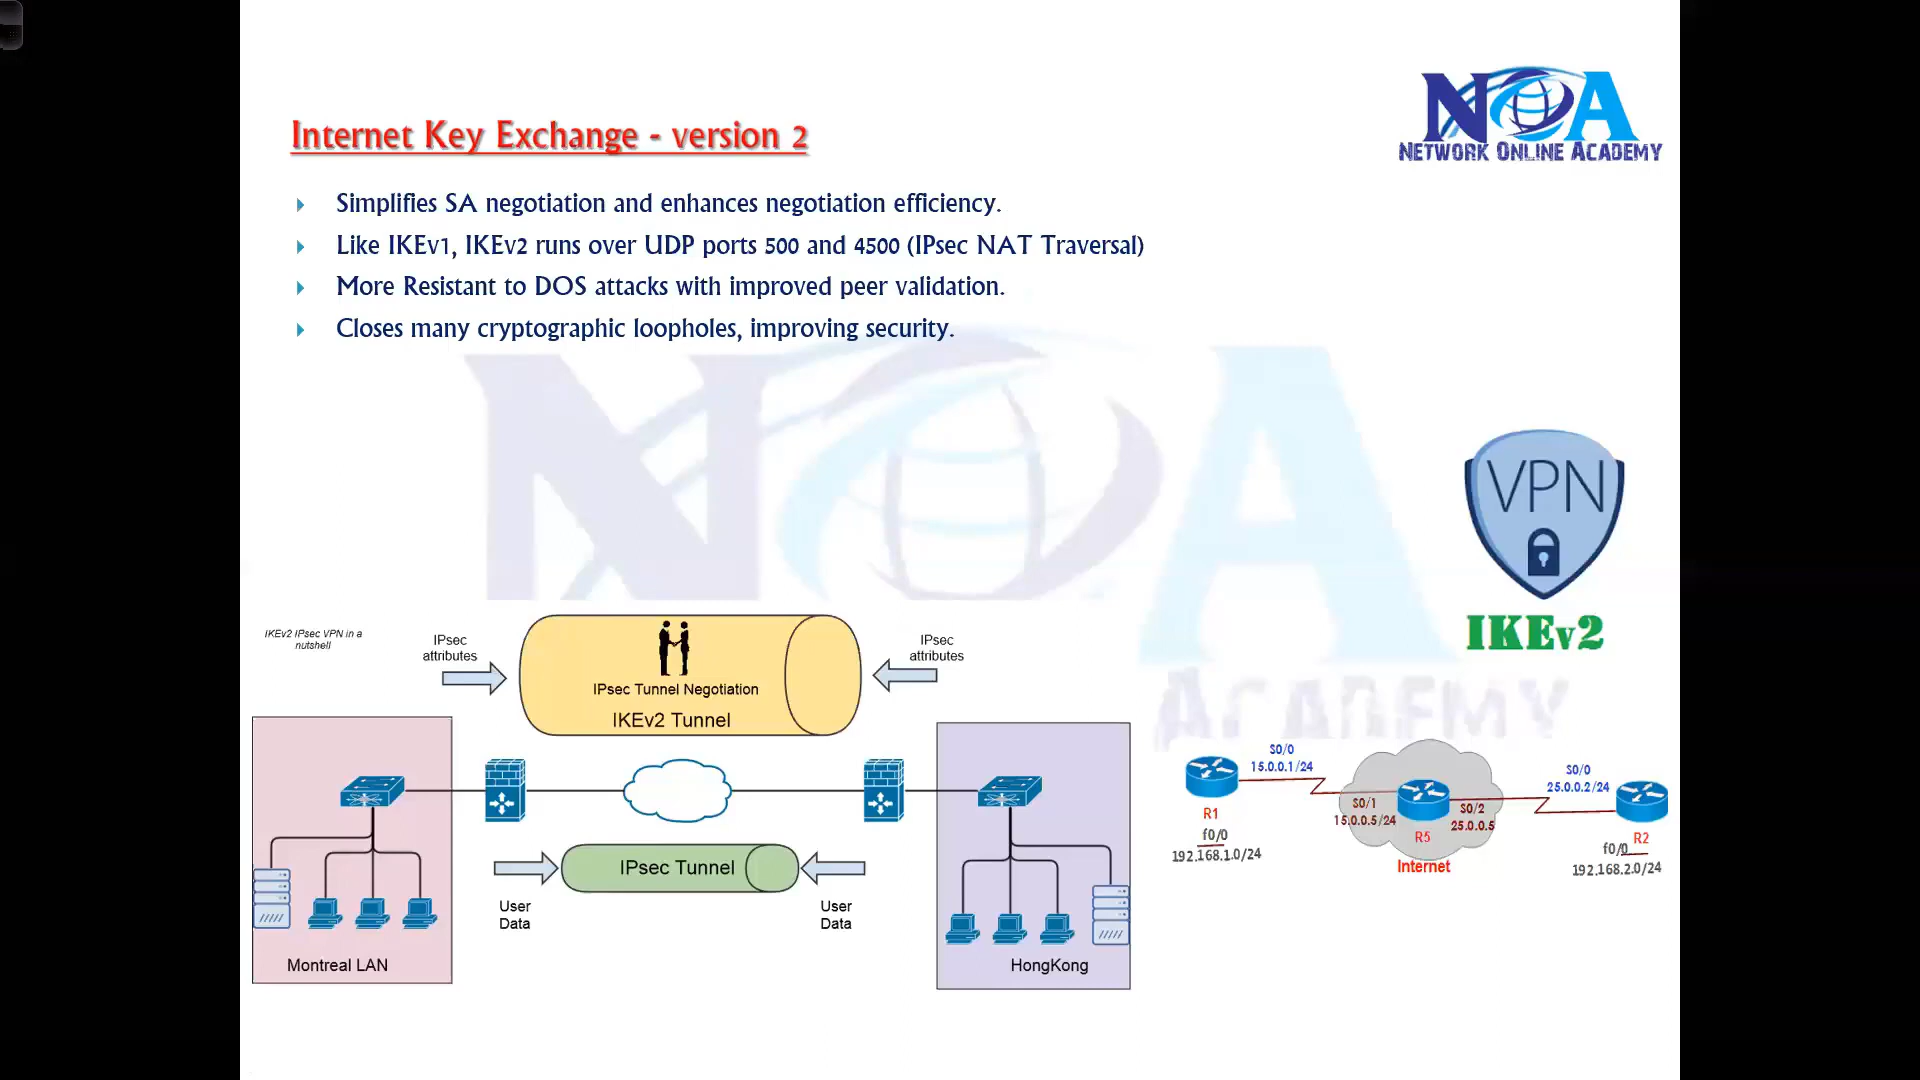 NOA
NETWORK ONLINE ACADEMY
Internet Key Exchange - version 2
Simplifies SA negotiation and enhances negotiation efficiency.
Like IKEv1, IKEv2 runs over UDP ports 500 and 4500 (IPsec NAT Traversal)
More Resistant to DOS attacks with improved peer validation.
Closes many cryptographic loopholes, improving security.
NOA
ACADEMY
VPN
IKEv2
IKEv2 IPsec VPN in a
nutshell
IPsec
attributes
IPsec Tunnel Negotiation
IKEv2 Tunnel
IPsec
attributes
IPsec Tunnel
User
Data
User
Data
Montreal LAN
HongKong
S0/0
15.0.0.1/24
R1
f0/0
192.168.1.0/24
S0/1
15.0.0.5/24
R5
S0/2
25.0.0.5
Internet
S0/0
25.0.0.2/24
R2
f0/0
192.168.2.0/24